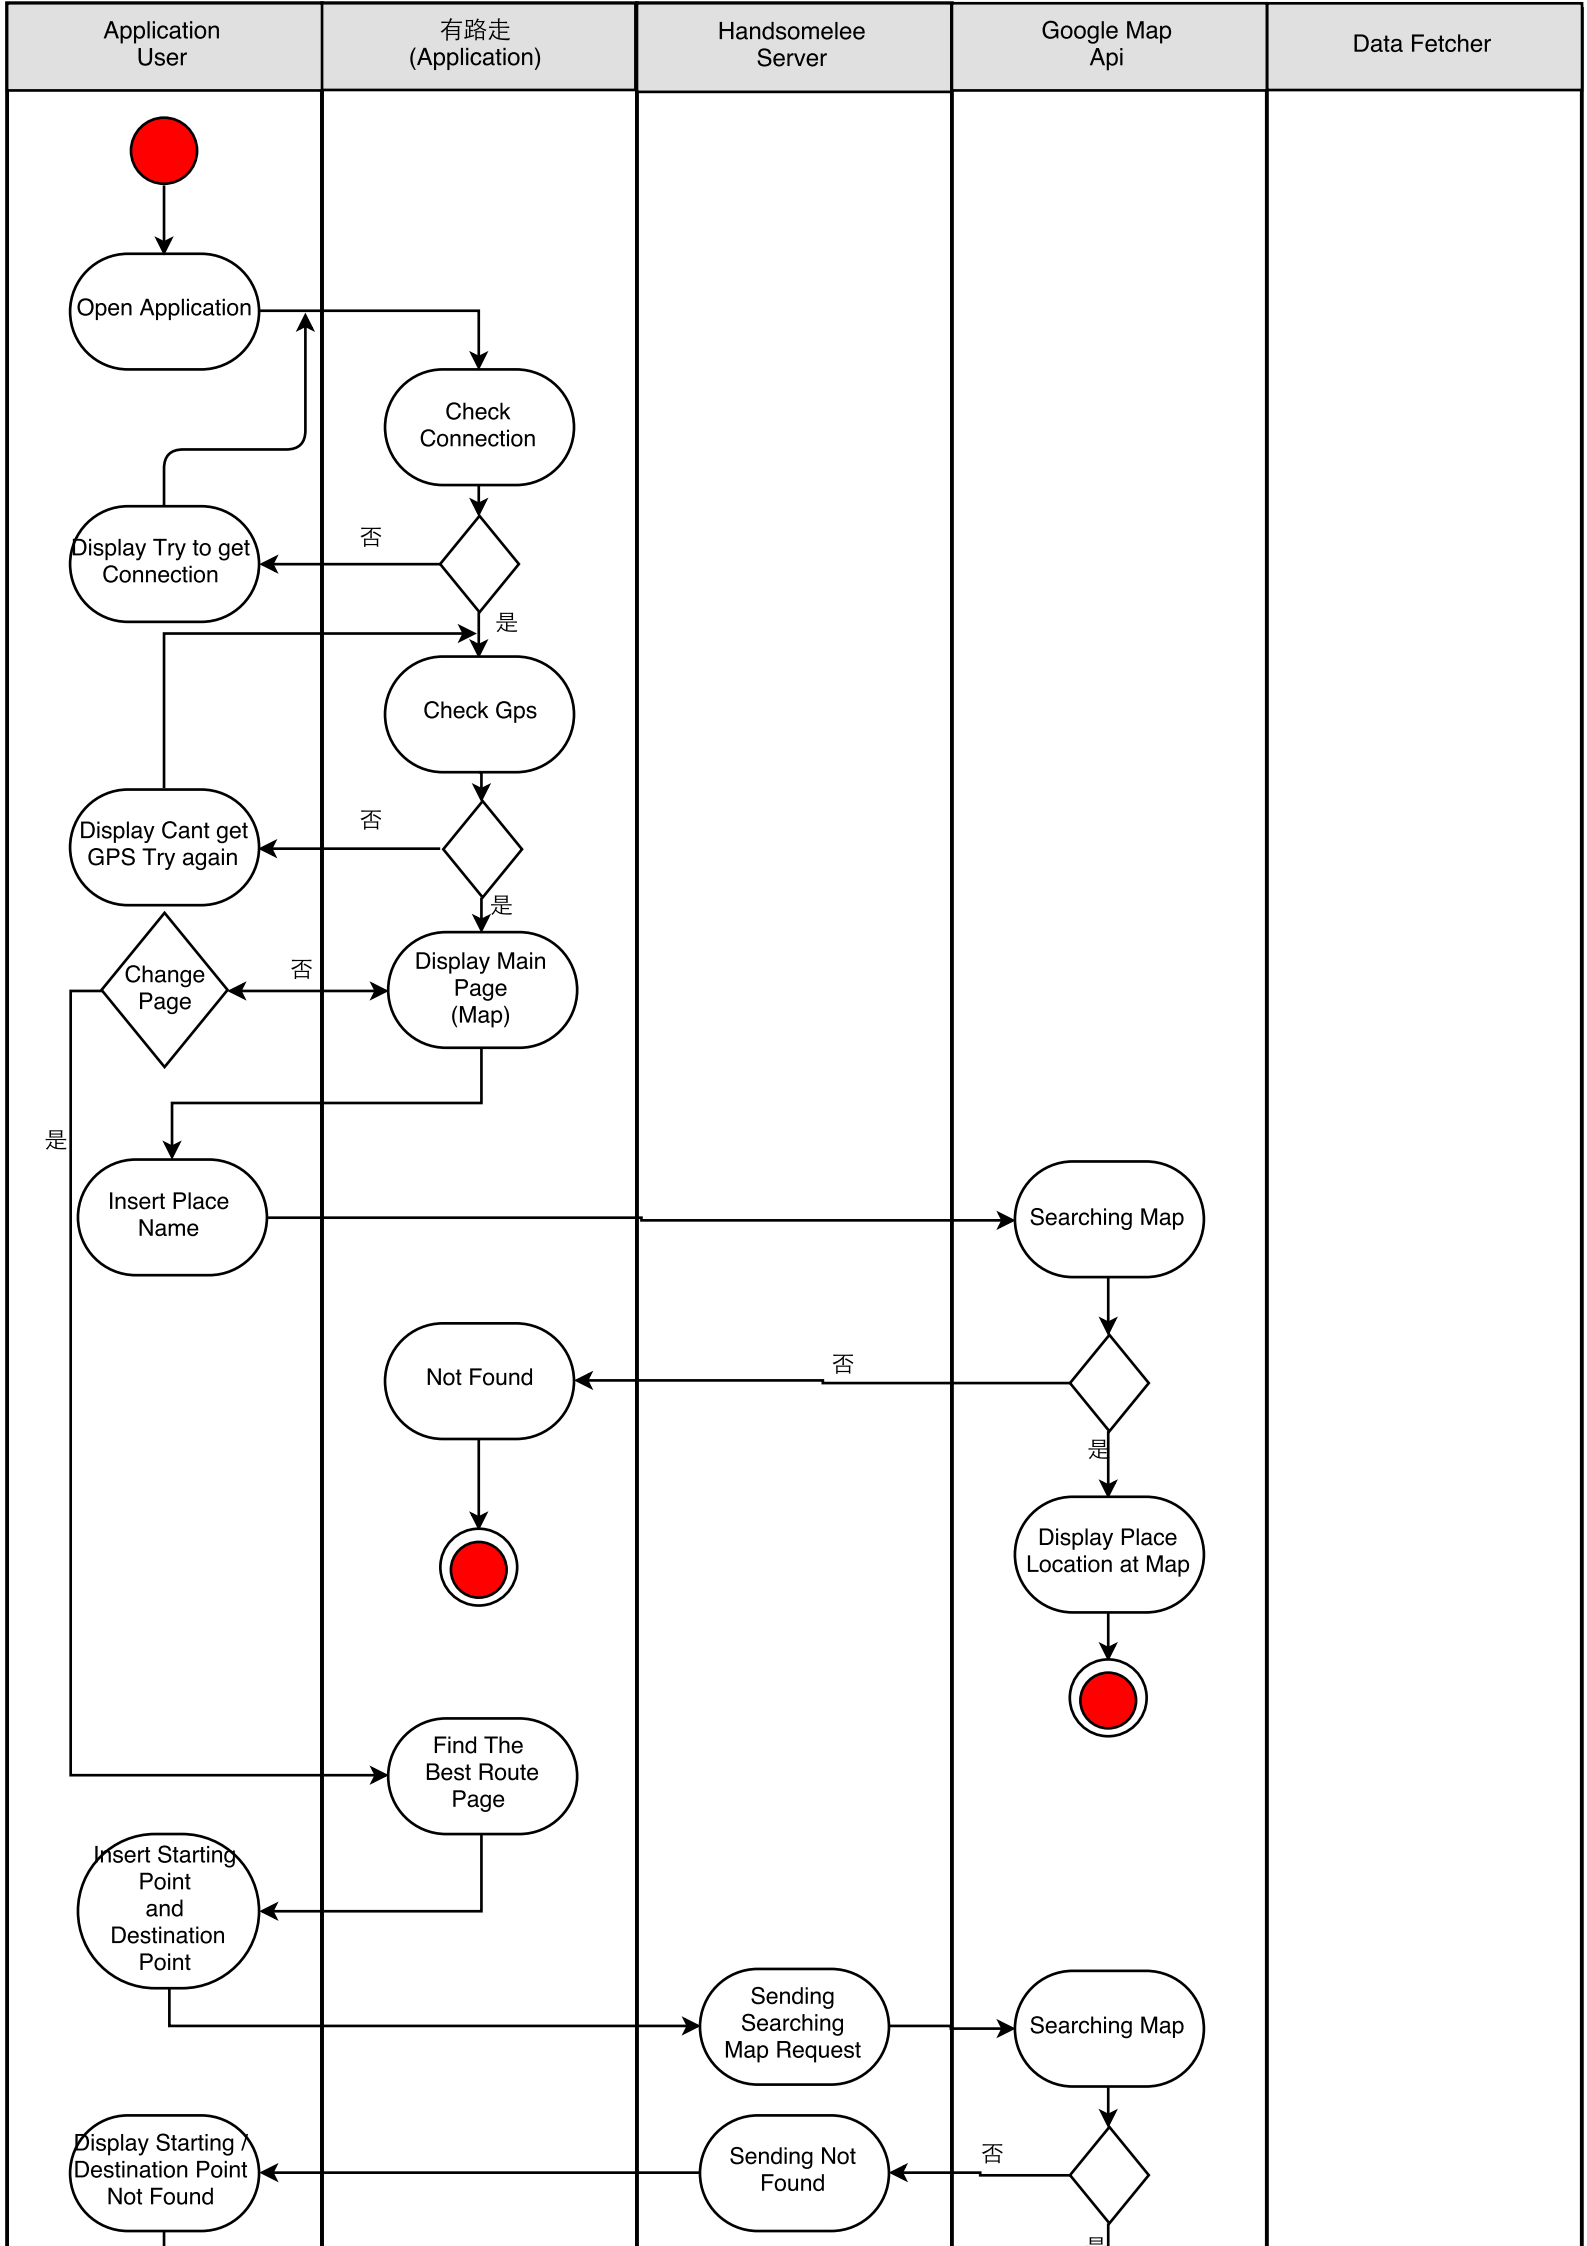 Application
User
有路走
(Application)
Handsomelee
Server
Google Map
Api
Data Fetcher
Open Application
Check
Connection
否
Display Try to get
Connection
是
Check Gps
否
Display Cant get
GPS Try again
是
Change
Page
否
Display Main
Page
(Map)
是
Insert Place
Name
Searching Map
否
Not Found
是
Display Place
Location at Map
Find The
Best Route
Page
Insert Starting
Point
and
Destination
Point
Sending
Searching
Map Request
Searching Map
否
Display Starting /
Destination Point
Not Found
Sending Not
Found